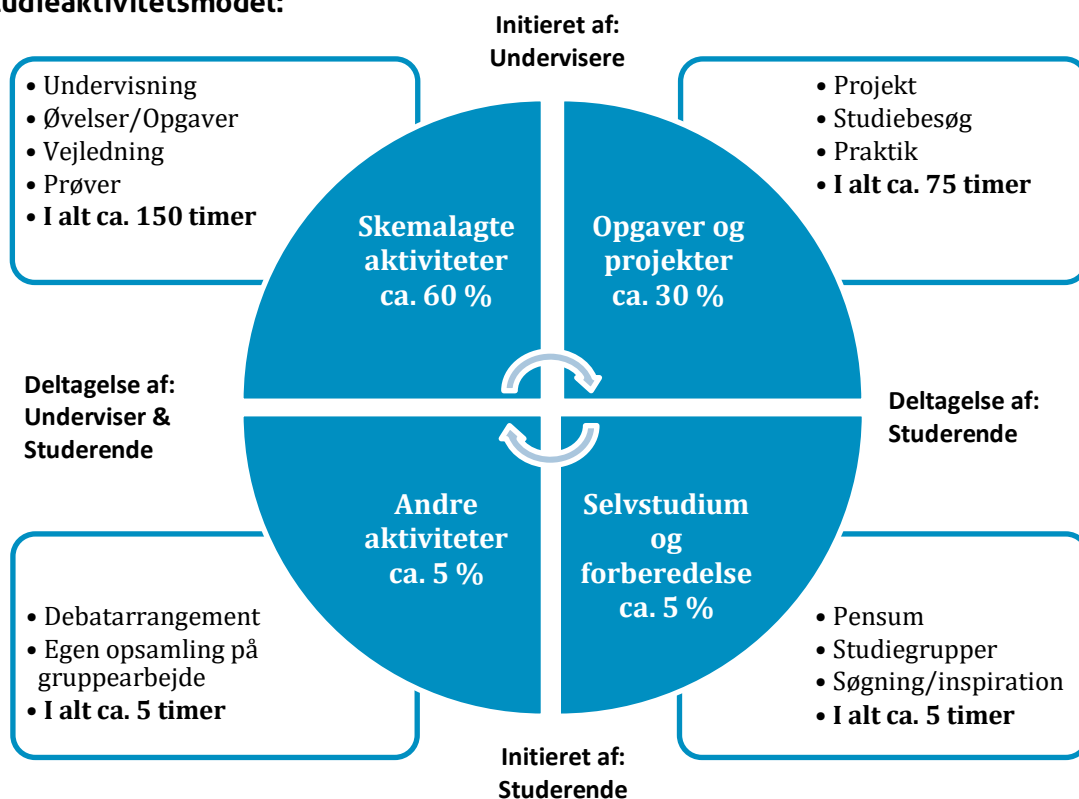 Initieret af:
Undervisere
• Undervisning
• Øvelser/Opgaver
• Vejledning
• Prøver
• I alt ca. 150 timer
• Projekt
• Studiebesøg
• Praktik
• I alt ca. 75 timer
Skemalagte
aktiviteter
ca. 60 %
Opgaver og
projekter
ca. 30 %
Deltagelse af:
Underviser &
Studerende
Deltagelse af:
Studerende
Andre
aktiviteter
ca. 5 %
Selvstudium
og
forberedelse
ca. 5 %
• Debatarrangement
• Egen opsamling på
gruppearbejde
• I alt ca. 5 timer
• Pensum
• Studiegrupper
• Søgning/inspiration
• I alt ca. 5 timer
Initieret af:
Studerende